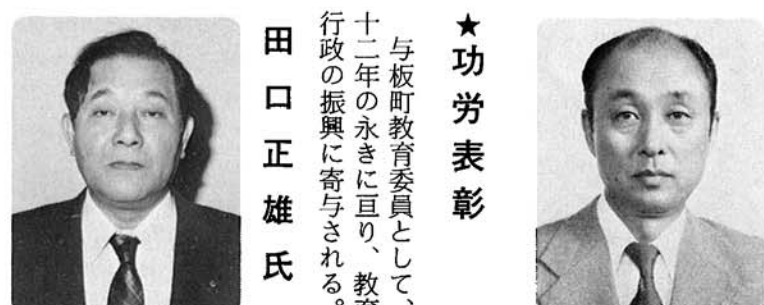 ★功労表彰
与板町教育委員として、
十二年の永きに亘り、教育
行政の振興に寄与される。
田口正雄氏